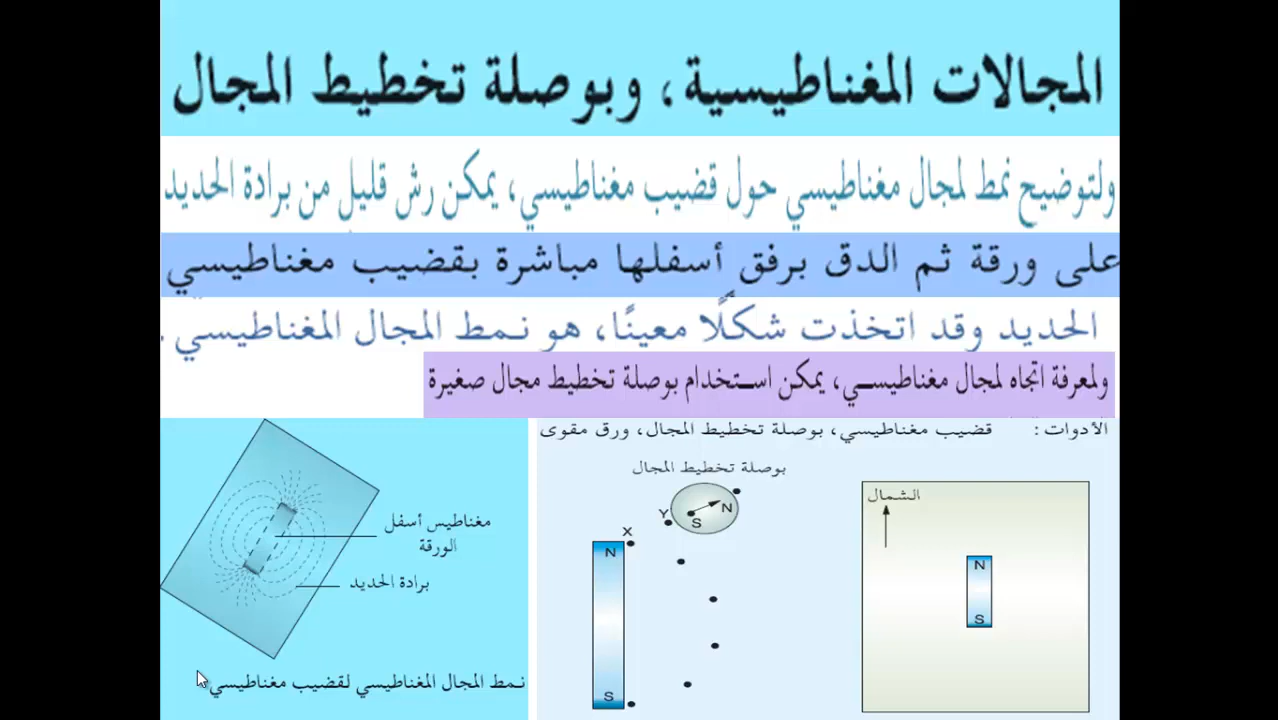 المجالات المغناطيسية، وبوصلة تخطيط المجال
ولتوضيح نمط لمجال مغناطيسي حول قضيب مغناطيسي، يمكن رش قليل من برادة الحديد
على ورقة ثم الدق برفق أسفلها مباشرة بقضيب مغناطيسي
الحديد وقد اتخذت شكلًا معينًا، هو نمط المجال المغناطيسي.
ولمعرفة اتجاه لمجال مغناطيسي، يمكن استخدام بوصلة تخطيط مجال صغيرة
الأدوات: قضيب مغناطيسي، بوصلة تخطيط المجال، ورق مقوى
بوصلة تخطيط المجال
الشمال
N
S
N
S
X
Y
N
S
مغناطيس أسفل
الورقة
برادة الحديد
نمط المجال المغناطيسي لقضيب مغناطيسي